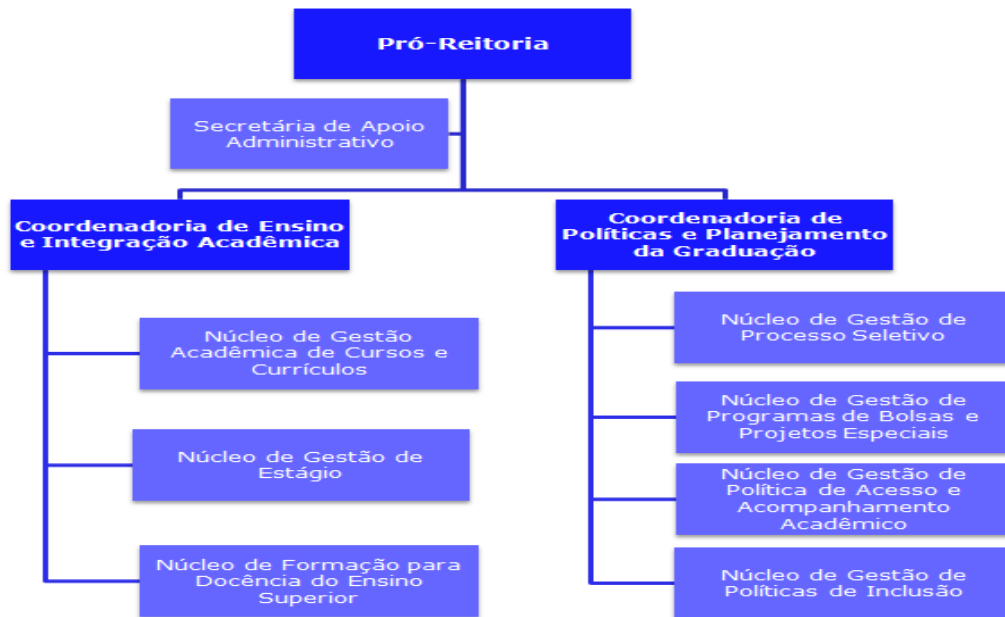 Pró-Reitoria
Secretária de Apoio
Administrativo
Coordenadoria de Ensino
e Integração Acadêmica
Coordenadoria de
Políticas e Planejamento
da Graduação
Núcleo de Gestão
Acadêmica de Cursos e
Currículos
Núcleo de Gestão de
Estágio
Núcleo de Formação para
Docência do Ensino
Superior
Núcleo de Gestão de
Processo Seletivo
Núcleo de Gestão de
Programas de Bolsas e
Projetos Especiais
Núcleo de Gestão de
Política de Acesso e
Acompanhamento
Acadêmico
Núcleo de Gestão de
Políticas de Inclusão